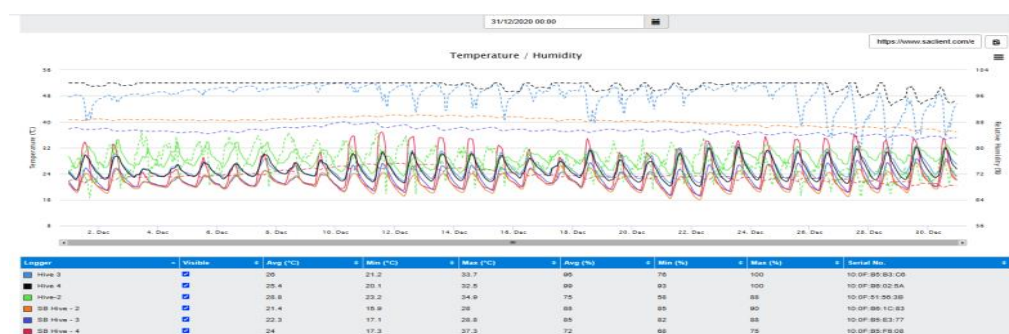 31/12/2020 00:00
https://www.saclient.com/e
Temperature / Humidity
56 104
48 96
40 88
32 80
24 72
16 64
8 56
Temperature (℃)
Relative Humidity (%)
2. Dec 4. Dec 6. Dec 8. Dec 10. Dec 12. Dec 14. Dec 16. Dec 18. Dec 20. Dec 22. Dec 24. Dec 26. Dec 28. Dec 30. Dec
Logger Visible Avg (°C) Min (°C) Max (°C) Avg (%) Min (%) Max (%) Serial No.
Hive 3 26 21.2 33.7 95 76 100 10:0F:B5:B3:C6
Hive 4 25.4 20.1 32.5 99 93 100 10:0F:B6:02:5A
Hive-2 28.8 23.2 34.9 75 58 88 10:0F:51:56:3B
SB Hive - 2 21.4 15.9 28 88 85 90 10:0F:B6:1C:83
SB Hive - 3 22.3 17.1 28.8 85 82 88 10:0F:B5:E3:77
SB Hive - 4 24 17.3 37.3 72 68 75 10:0F:B5:FB:08